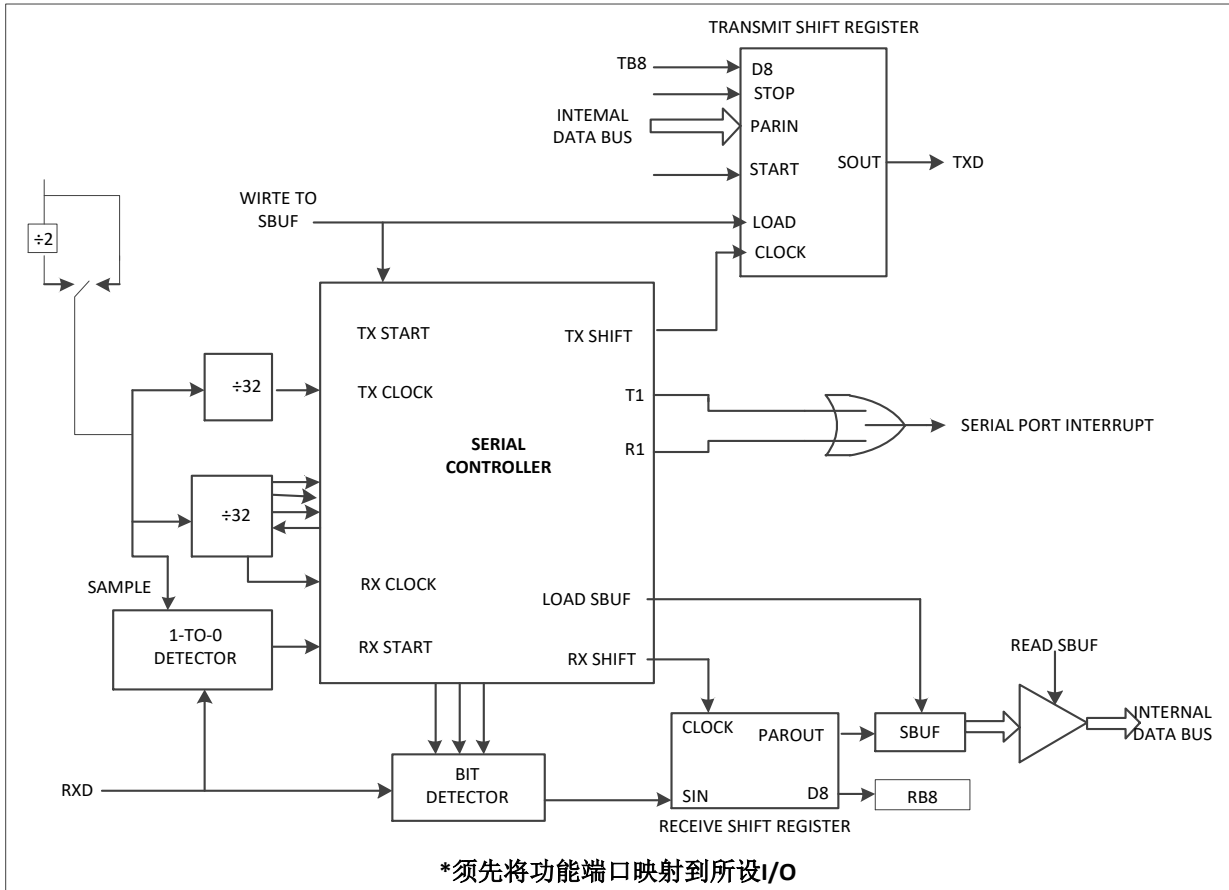 TRANSMIT SHIFT REGISTER
TB8
D8
STOP
INTEMAL
DATA BUS
PARIN
START
SOUT
TXD
WIRTE TO
SBUF
LOAD
CLOCK
÷2
TX START
TX SHIFT
÷32
TX CLOCK
T1
SERIAL PORT INTERRUPT
R1
SERIAL
CONTROLLER
÷32
SAMPLE
RX CLOCK
LOAD SBUF
1-TO-0
DETECTOR
RX START
RX SHIFT
READ SBUF
CLOCK
PAROUT
SBUF
INTERNAL
DATA BUS
RXD
BIT
DETECTOR
SIN
D8
RB8
RECEIVE SHIFT REGISTER
*须先将功能端口映射到所设I/O